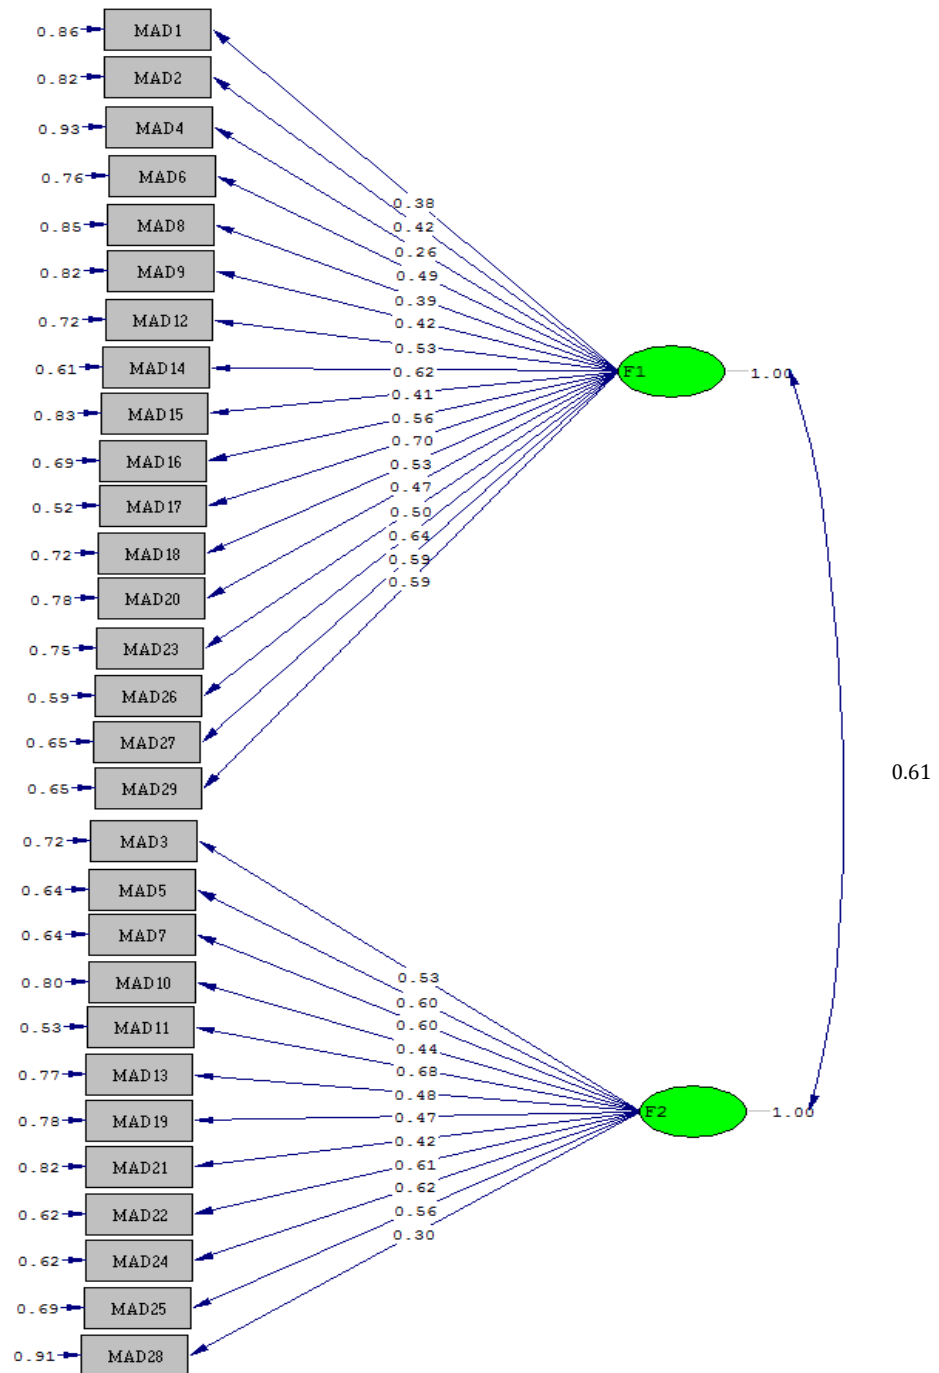 0.86 MAD1
0.82 MAD2
0.93 MAD4
0.76 MAD6
0.85 MAD8
0.82 MAD9
0.72 MAD12
0.61 MAD14
0.83 MAD15
0.69 MAD16
0.52 MAD17
0.72 MAD18
0.78 MAD20
0.75 MAD23
0.59 MAD26
0.65 MAD27
0.65 MAD29
0.38
0.42
0.26
0.49
0.39
0.42
0.53
0.62
0.41
0.56
0.70
0.53
0.47
0.50
0.64
0.59
0.59
F1 1.00
0.61
0.72 MAD3
0.64 MAD5
0.64 MAD7
0.80 MAD10
0.53 MAD11
0.77 MAD13
0.78 MAD19
0.82 MAD21
0.62 MAD22
0.62 MAD24
0.69 MAD25
0.91 MAD28
0.53
0.60
0.60
0.44
0.68
0.48
0.47
0.42
0.61
0.62
0.56
0.30
F2 1.00